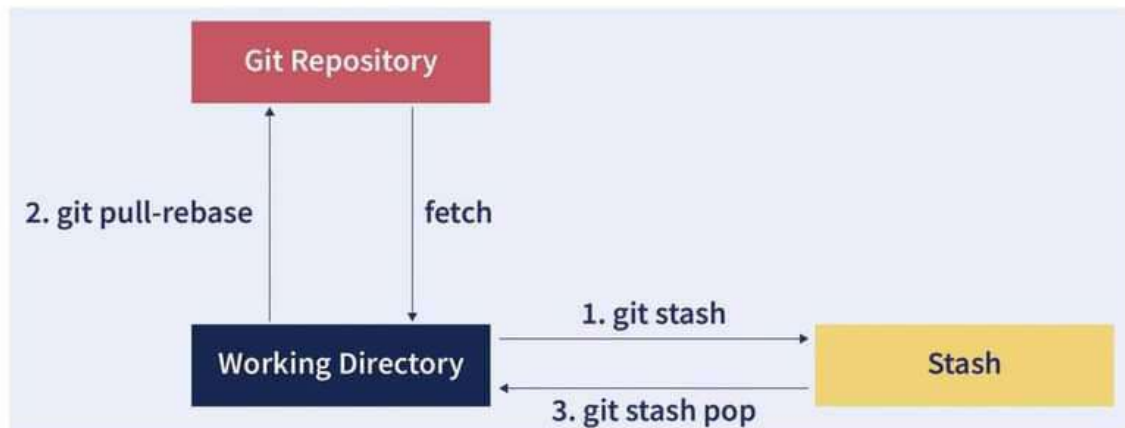 Git Repository
2. git pull-rebase
fetch
1. git stash
Working Directory
Stash
3. git stash pop